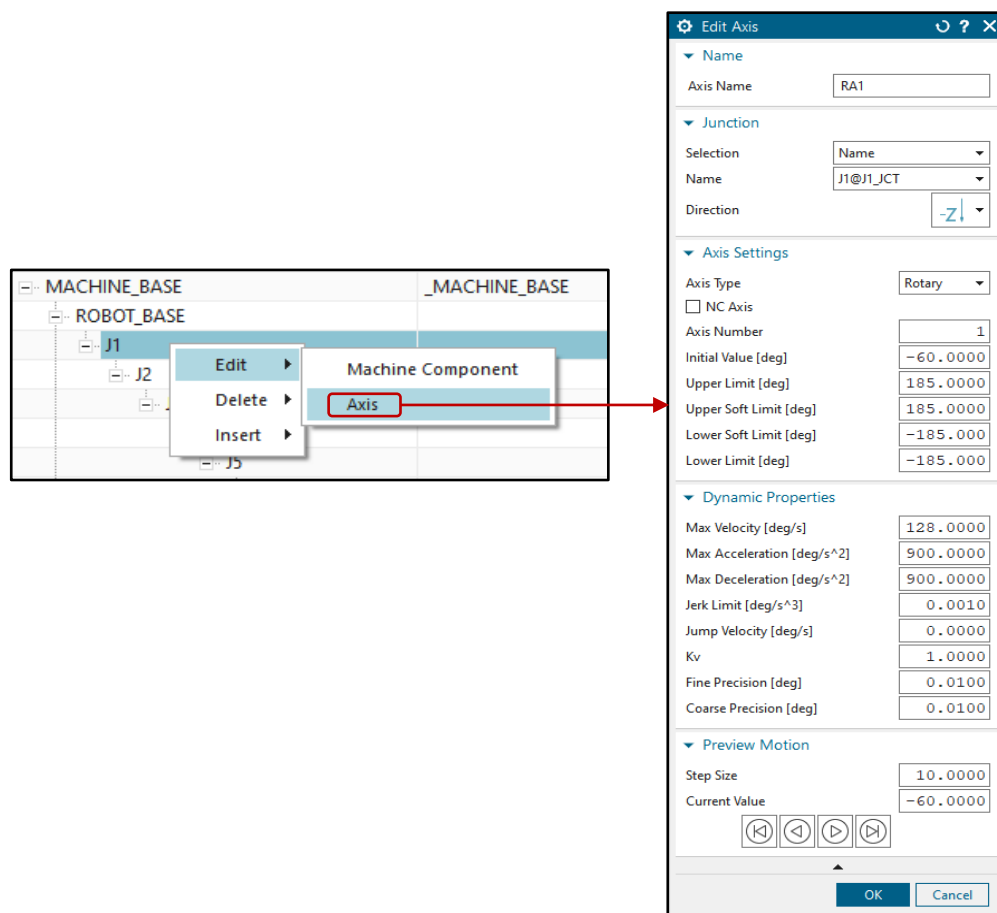 MACHINE_BASE _MACHINE_BASE
ROBOT_BASE
J1
J2
Edit
Delete
Insert
Machine Component
Axis
J5
Edit Axis
Name
Axis Name RA1
Junction
Selection Name
Name J1@J1_JCT
Direction -Z
Axis Settings
Axis Type Rotary
NC Axis
Axis Number 1
Initial Value [deg] -60.0000
Upper Limit [deg] 185.0000
Upper Soft Limit [deg] 185.0000
Lower Soft Limit [deg] -185.000
Lower Limit [deg] -185.000
Dynamic Properties
Max Velocity [deg/s] 128.0000
Max Acceleration [deg/s^2] 900.0000
Max Deceleration [deg/s^2] 900.0000
Jerk Limit [deg/s^3] 0.0010
Jump Velocity [deg/s] 0.0000
Kv 1.0000
Fine Precision [deg] 0.0100
Coarse Precision [deg] 0.0100
Preview Motion
Step Size 10.0000
Current Value -60.0000
OK Cancel